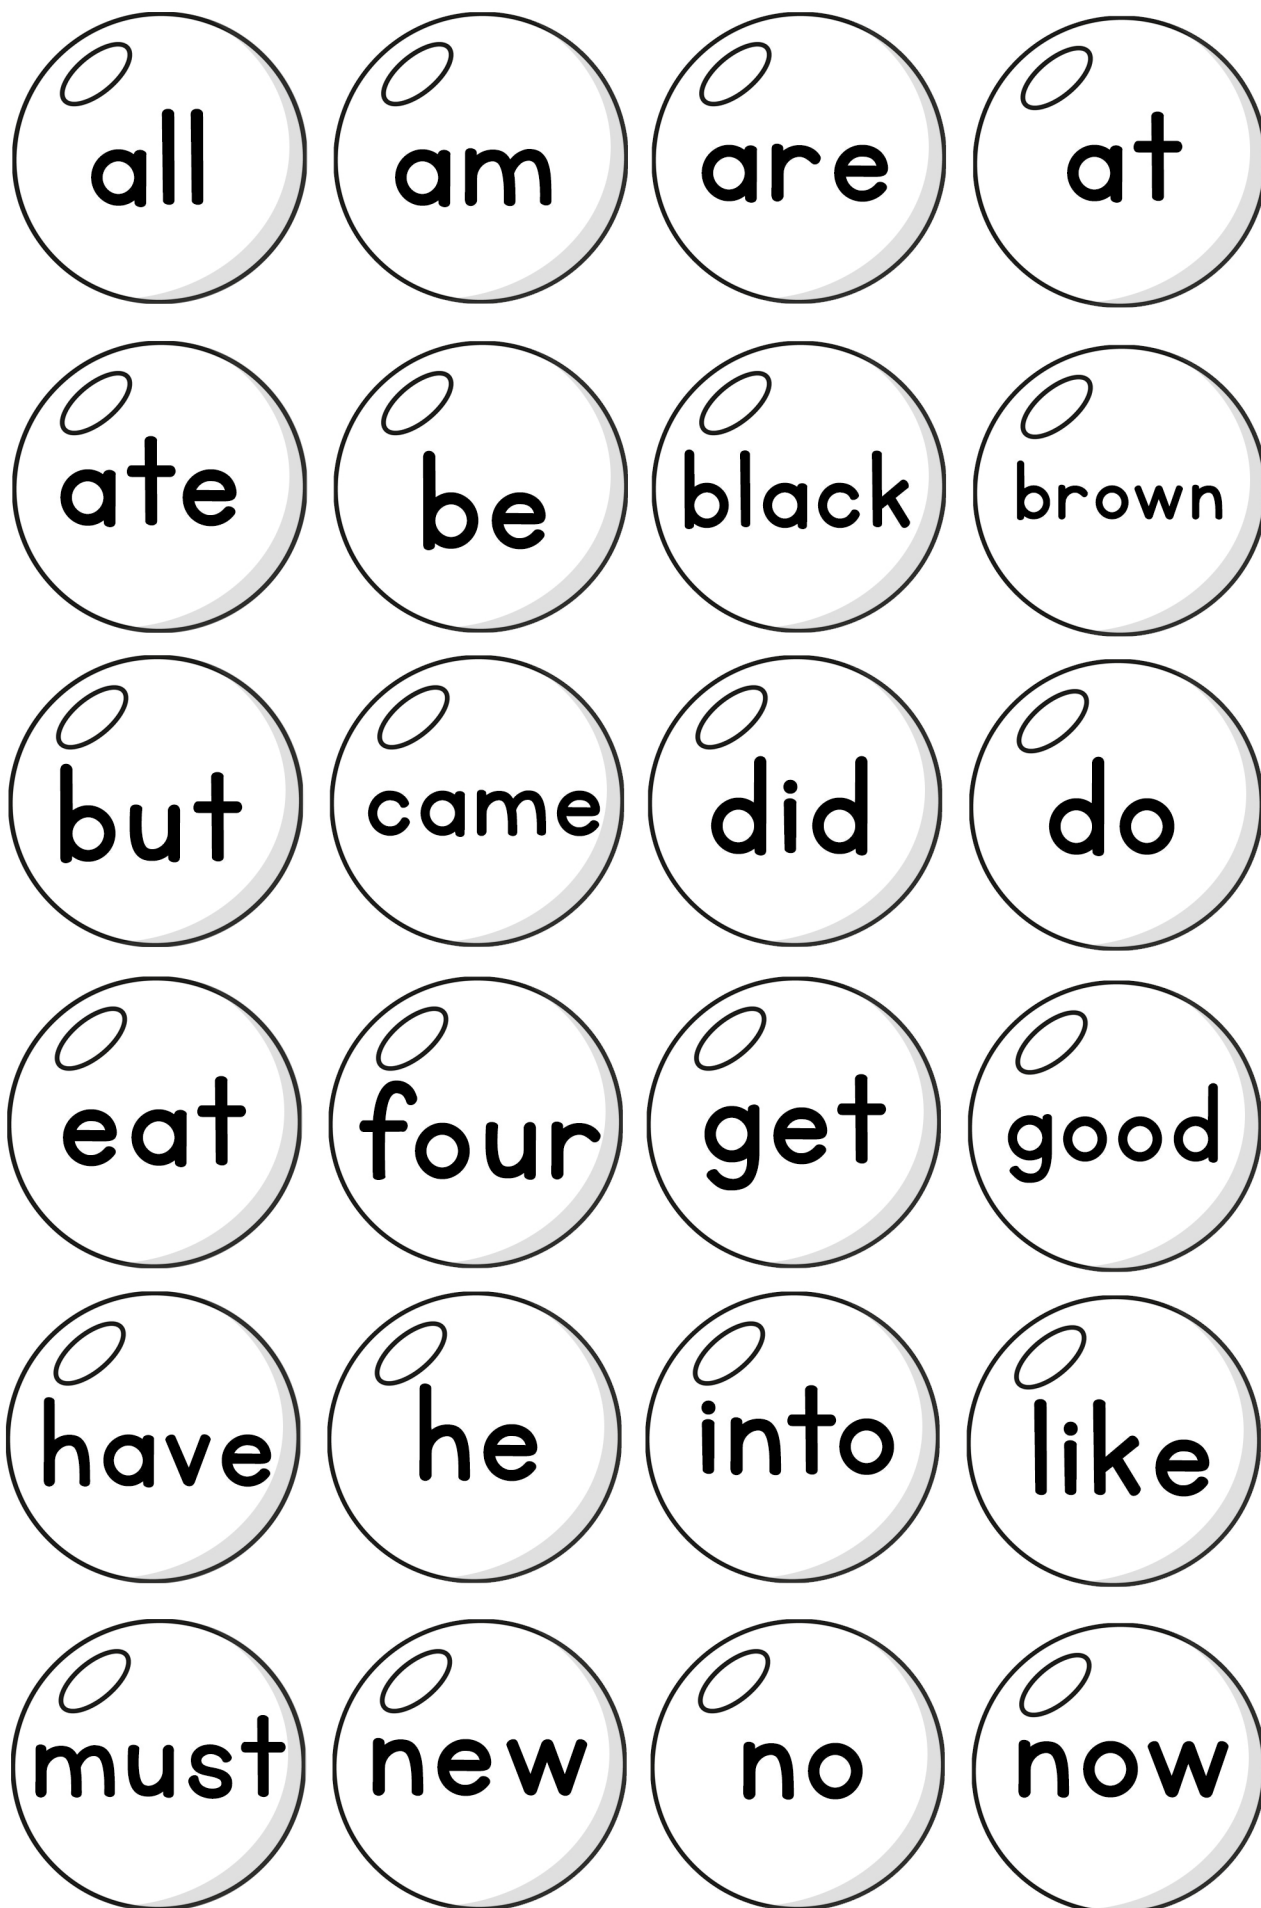 all am are at
ate be black brown
but came did do
eat four get good
have he into like
must new no now